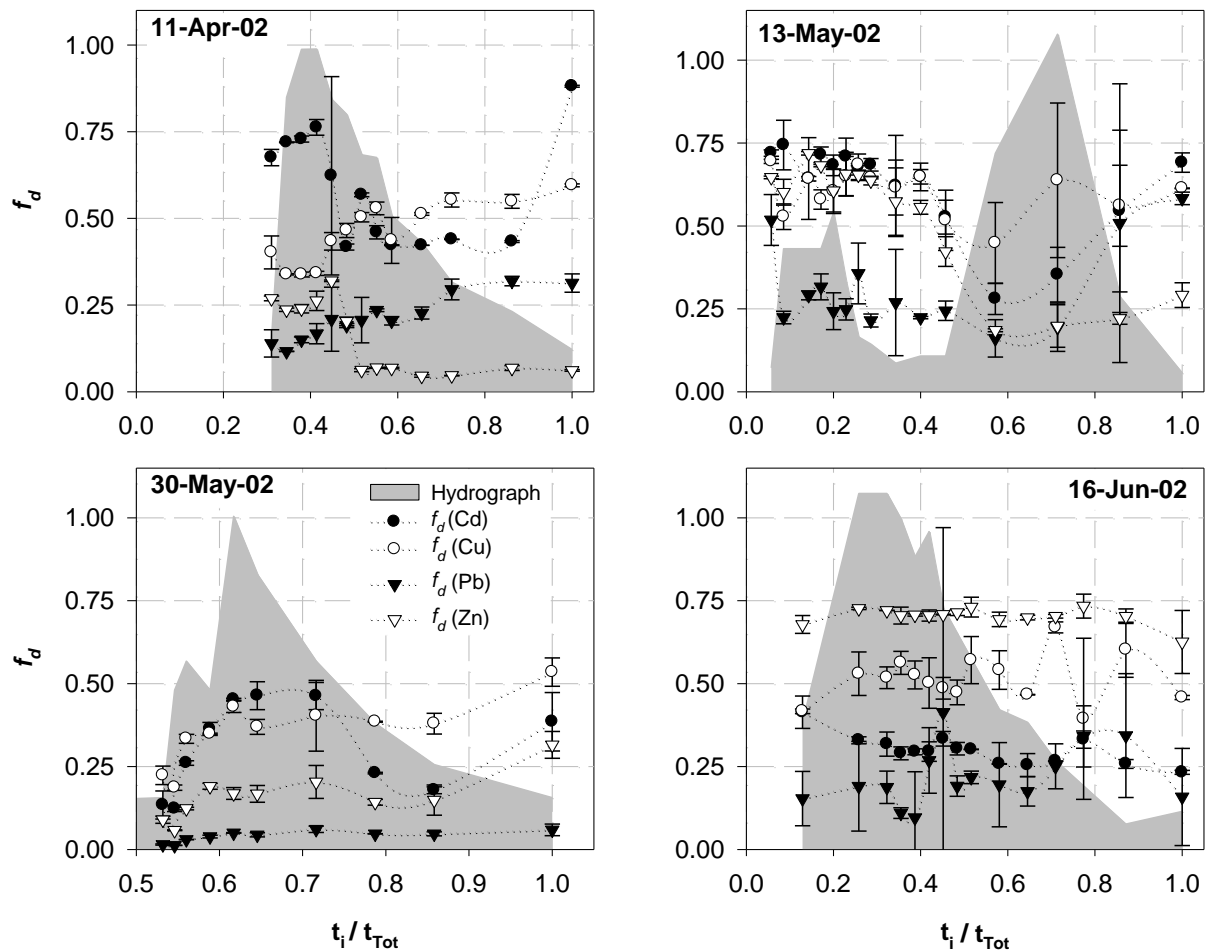 11-Apr-02
1.00
0.75
0.50
0.25
0.00
f_d
0.0 0.2 0.4 0.6 0.8 1.0
13-May-02
1.00
0.75
0.50
0.25
0.00
0.0 0.2 0.4 0.6 0.8 1.0
30-May-02
Hydrograph
f_d (Cd)
f_d (Cu)
f_d (Pb)
f_d (Zn)
1.00
0.75
0.50
0.25
0.00
f_d
0.5 0.6 0.7 0.8 0.9 1.0
t_i / t_Tot
16-Jun-02
1.00
0.75
0.50
0.25
0.00
0.0 0.2 0.4 0.6 0.8 1.0
t_i / t_Tot